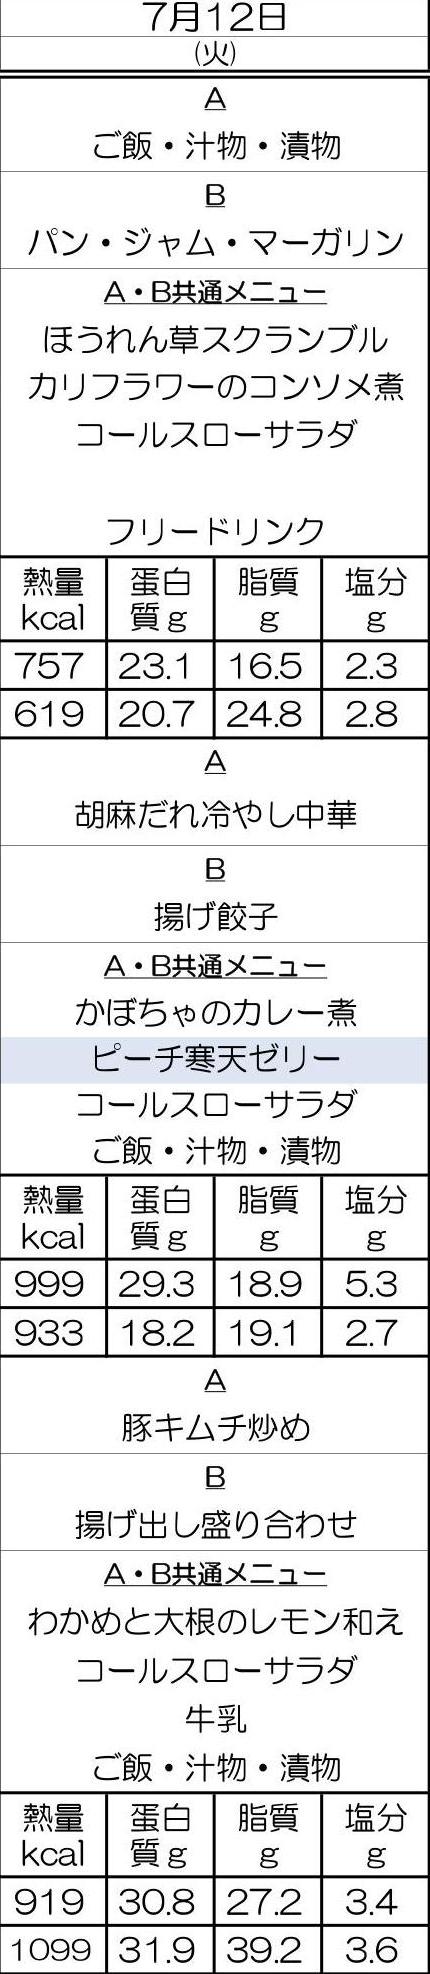 7月12日
(火)
A
ご飯・汁物・漬物
B
パン・ジャム・マーガリン
A・B共通メニュー
ほうれん草スクランブル
カリフラワーのコンソメ煮
コールスローサラダ
フリードリンク
熱量 蛋白 脂質 塩分
kcal 質g g g
757 23.1 16.5 2.3
619 20.7 24.8 2.8
A
胡麻だれ冷やし中華
B
揚げ餃子
A・B共通メニュー
かぼちゃのカレー煮
ピーチ寒天ゼリー
コールスローサラダ
ご飯・汁物・漬物
熱量 蛋白 脂質 塩分
kcal 質g g g
999 29.3 18.9 5.3
933 18.2 19.1 2.7
A
豚キムチ炒め
B
揚げ出し盛り合わせ
A・B共通メニュー
わかめと大根のレモン和え
コールスローサラダ
牛乳
ご飯・汁物・漬物
熱量 蛋白 脂質 塩分
kcal 質g g g
919 30.8 27.2 3.4
1099 31.9 39.2 3.6